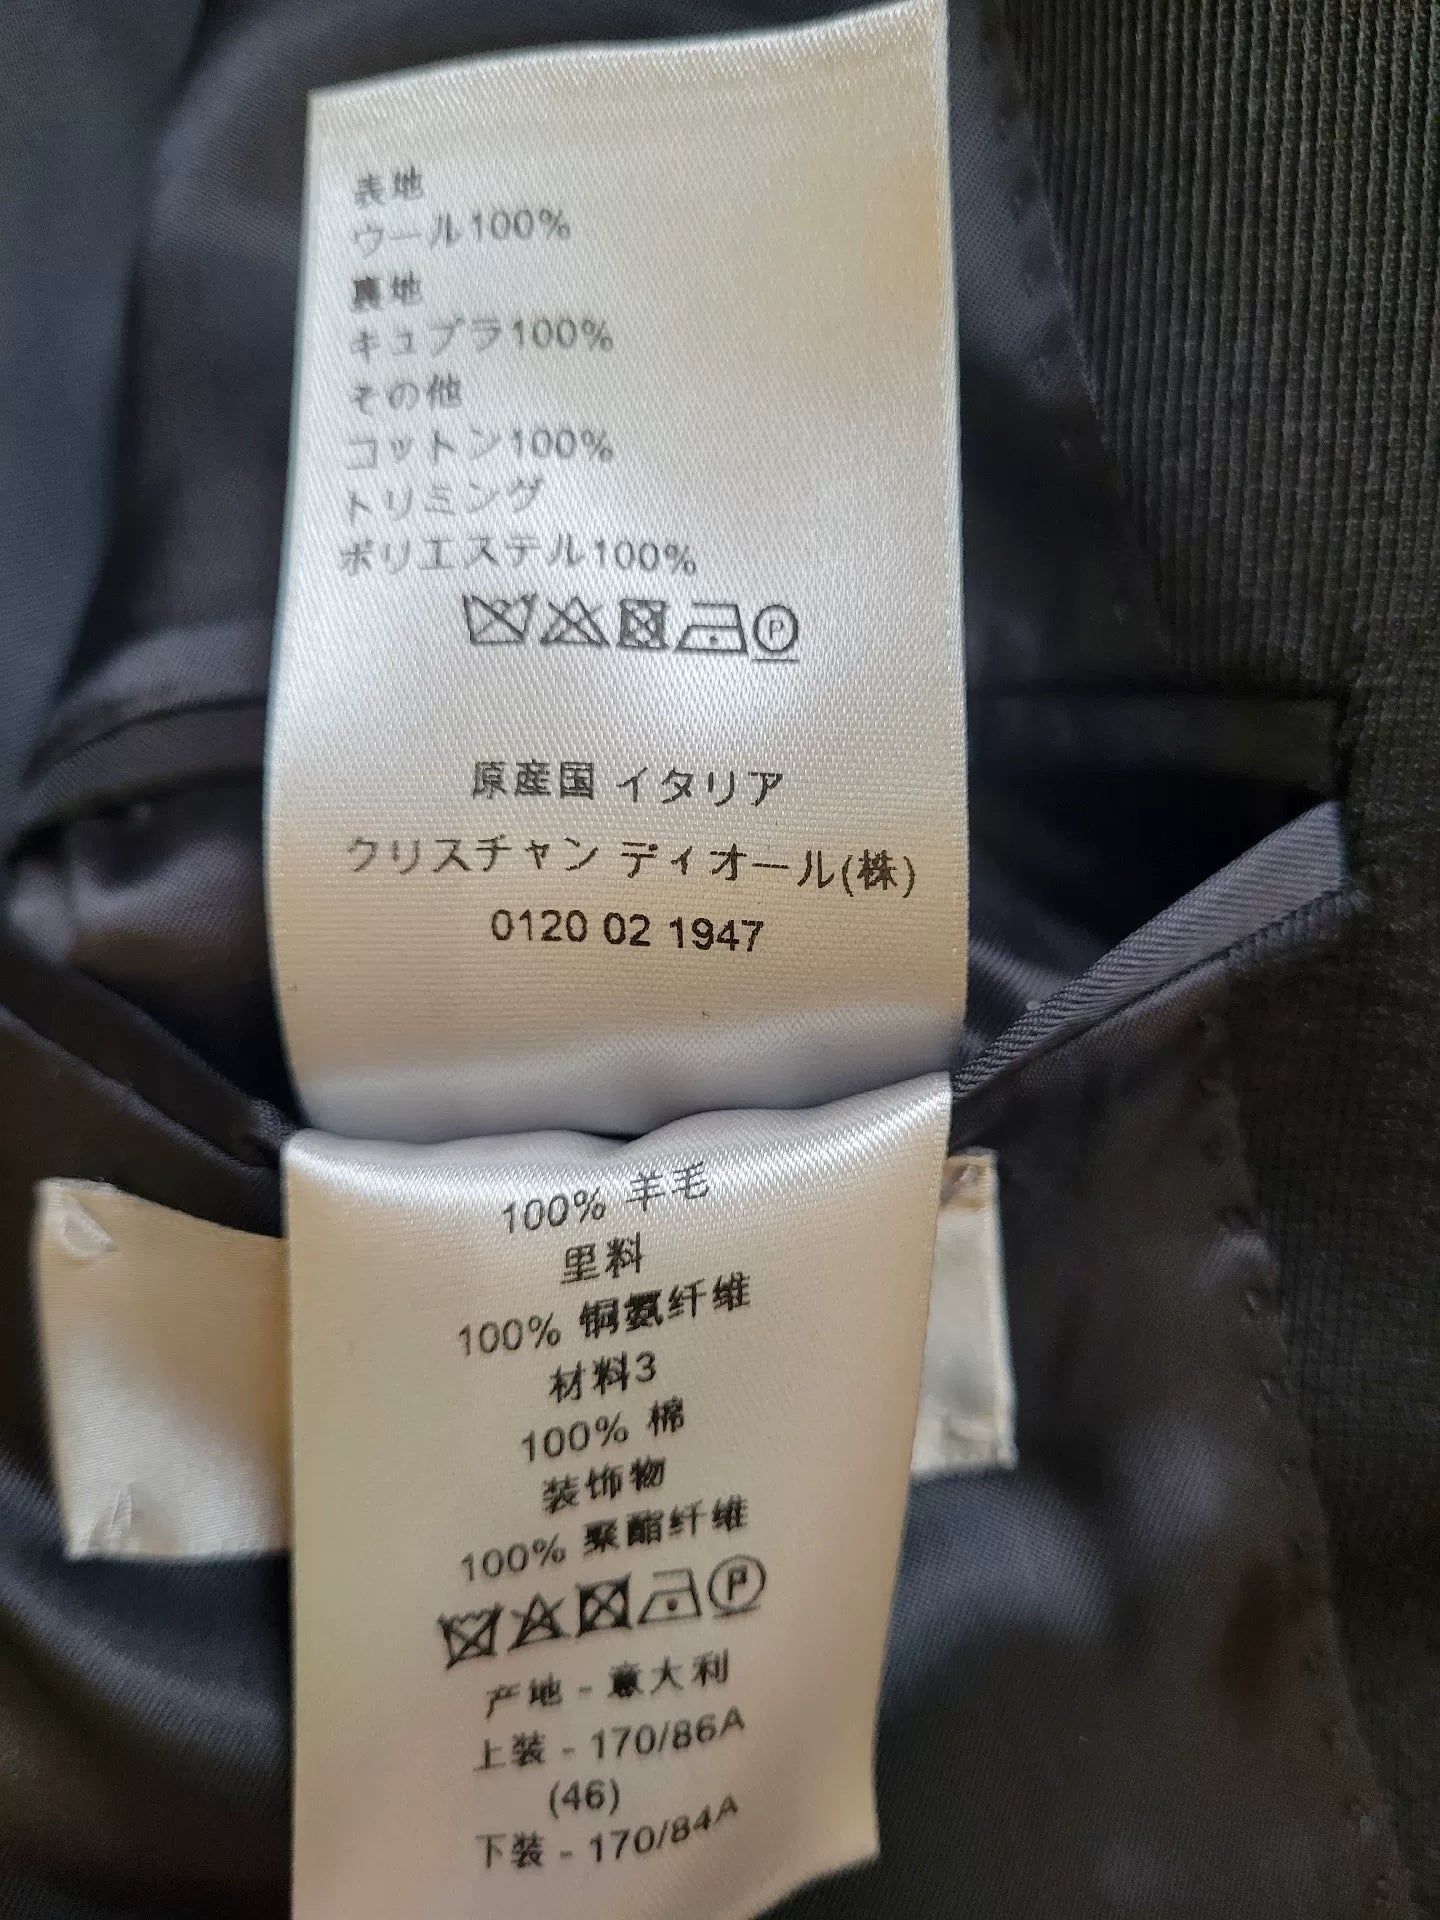 表地
ウール100%
裏地
キュプラ100%
その他
コットン100%
トリミング
ポリエステル100%
P
原産国 イタリア
クリスチャン ディオール(株)
0120 02 1947
100% 羊毛
里料
100% 铜氨纤维
材料3
100% 棉
装饰物
100% 聚酯纤维
P
产地 - 意大利
上装 - 170/86A
(46)
下装 - 170/84A